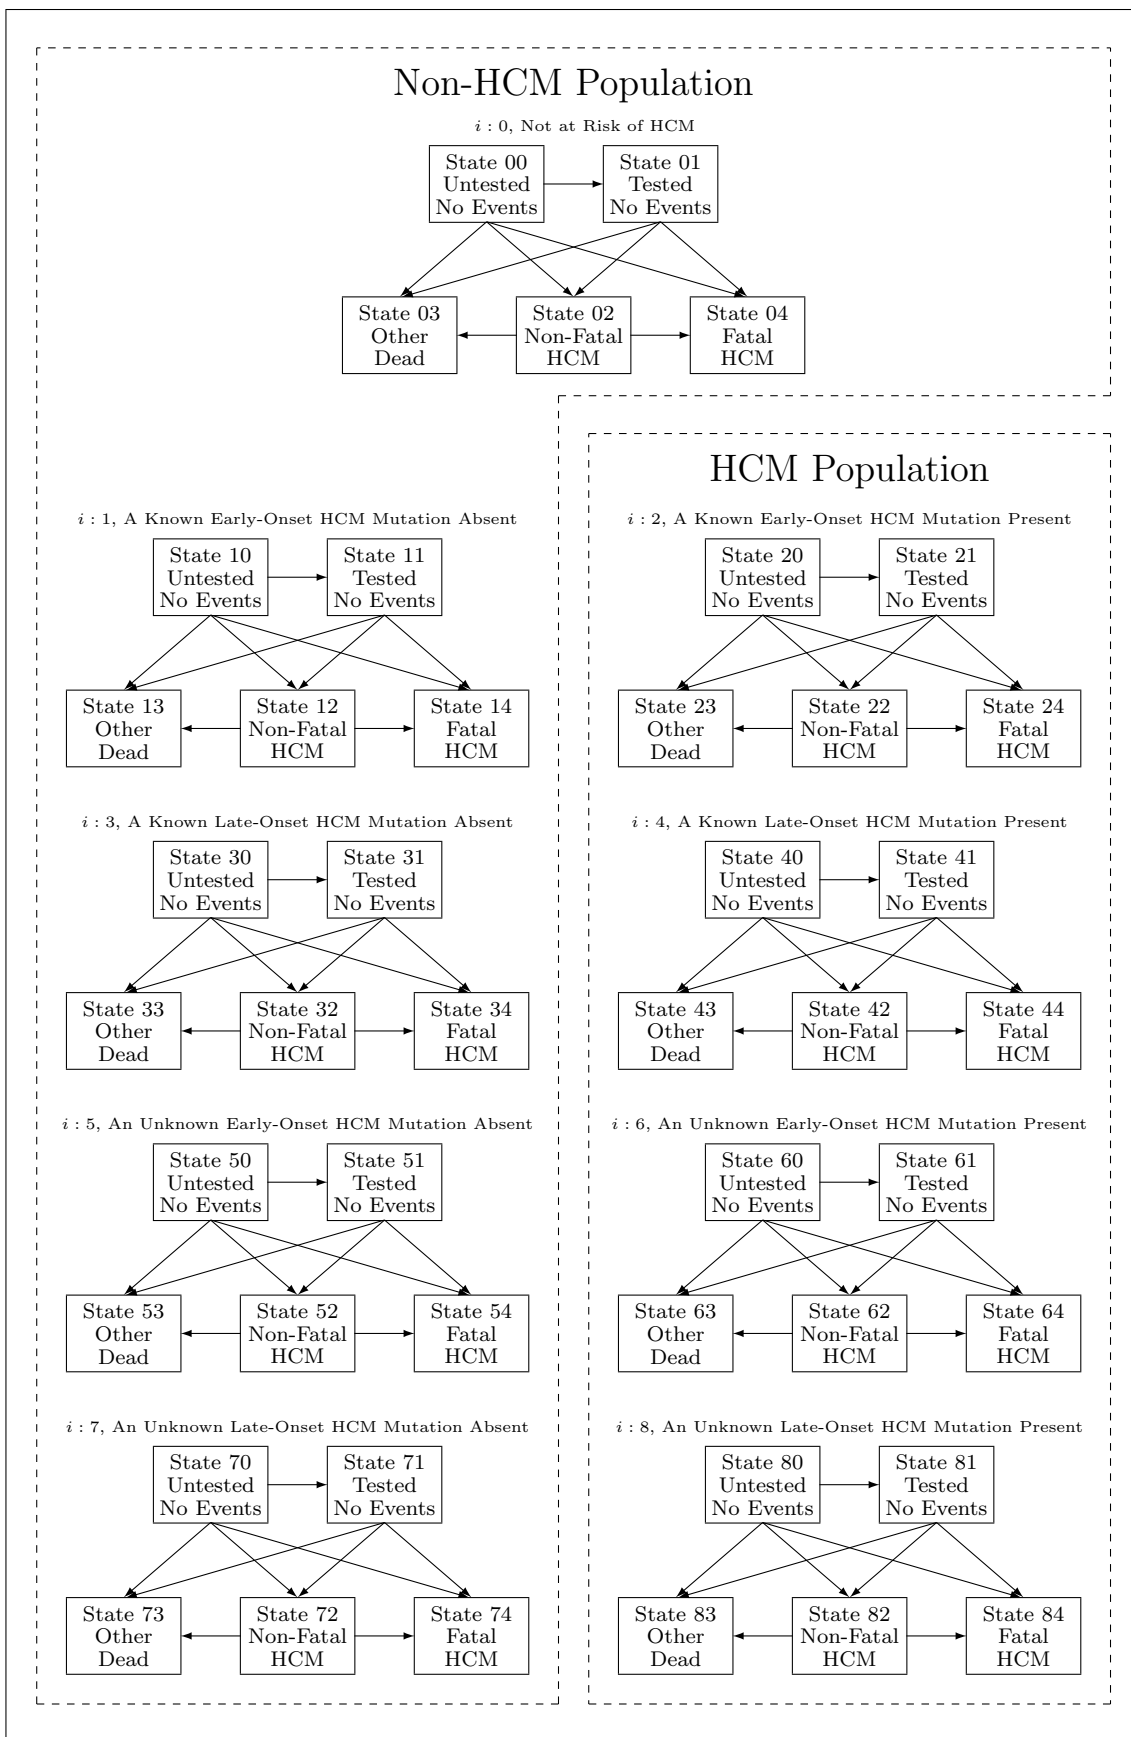 Non-HCM Population
i : 0, Not at Risk of HCM
State 00
Untested
No Events
State 01
Tested
No Events
State 03
Other
Dead
State 02
Non-Fatal
HCM
State 04
Fatal
HCM
HCM Population
i : 1, A Known Early-Onset HCM Mutation Absent
State 10
Untested
No Events
State 11
Tested
No Events
State 13
Other
Dead
State 12
Non-Fatal
HCM
State 14
Fatal
HCM
i : 2, A Known Early-Onset HCM Mutation Present
State 20
Untested
No Events
State 21
Tested
No Events
State 23
Other
Dead
State 22
Non-Fatal
HCM
State 24
Fatal
HCM
i : 3, A Known Late-Onset HCM Mutation Absent
State 30
Untested
No Events
State 31
Tested
No Events
State 33
Other
Dead
State 32
Non-Fatal
HCM
State 34
Fatal
HCM
i : 4, A Known Late-Onset HCM Mutation Present
State 40
Untested
No Events
State 41
Tested
No Events
State 43
Other
Dead
State 42
Non-Fatal
HCM
State 44
Fatal
HCM
i : 5, An Unknown Early-Onset HCM Mutation Absent
State 50
Untested
No Events
State 51
Tested
No Events
State 53
Other
Dead
State 52
Non-Fatal
HCM
State 54
Fatal
HCM
i : 6, An Unknown Early-Onset HCM Mutation Present
State 60
Untested
No Events
State 61
Tested
No Events
State 63
Other
Dead
State 62
Non-Fatal
HCM
State 64
Fatal
HCM
i : 7, An Unknown Late-Onset HCM Mutation Absent
State 70
Untested
No Events
State 71
Tested
No Events
State 73
Other
Dead
State 72
Non-Fatal
HCM
State 74
Fatal
HCM
i : 8, An Unknown Late-Onset HCM Mutation Present
State 80
Untested
No Events
State 81
Tested
No Events
State 83
Other
Dead
State 82
Non-Fatal
HCM
State 84
Fatal
HCM